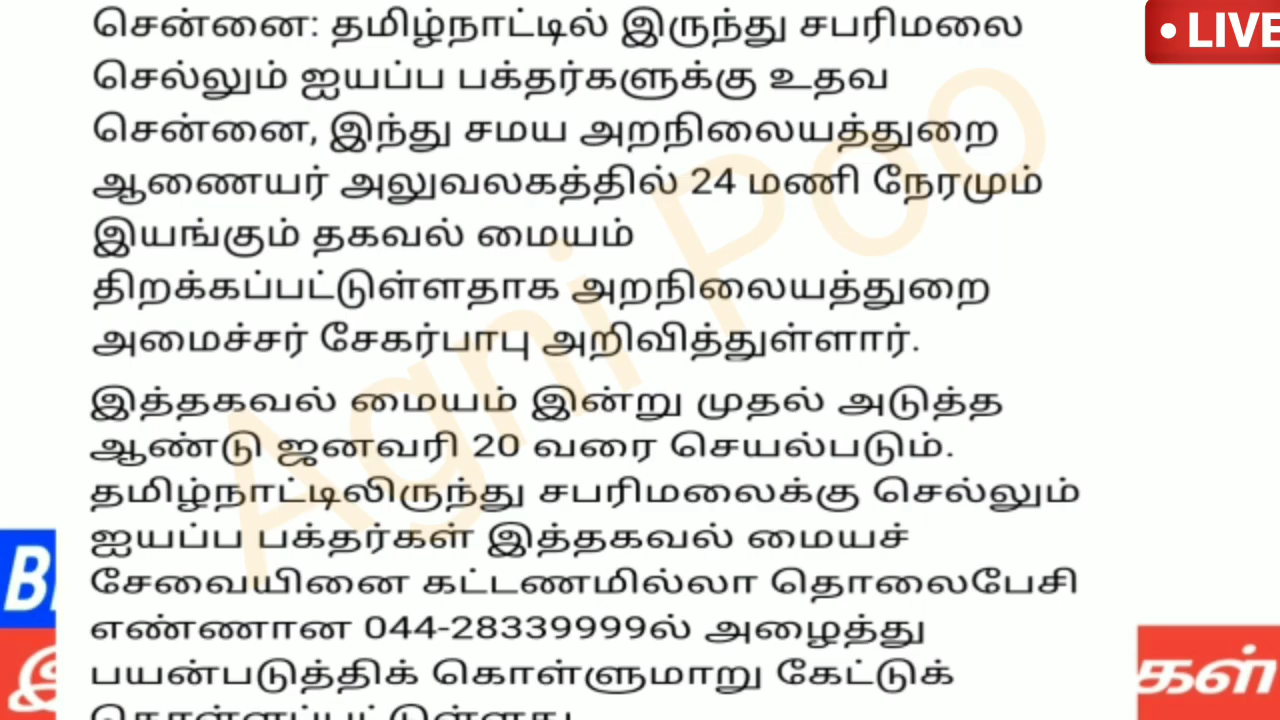 சென்னை: தமிழ்நாட்டில் இருந்து சபரிமலை
• LIVE
செல்லும் ஐயப்ப பக்தர்களுக்கு உதவ
சென்னை, இந்து சமய அறநிலையத்துறை
ஆணையர் அலுவலகத்தில் 24 மணி நேரமும்
இயங்கும் தகவல் மையம்
திறக்கப்பட்டுள்ளதாக அறநிலையத்துறை
அமைச்சர் சேகர்பாபு அறிவித்துள்ளார்.
இத்தகவல் மையம் இன்று முதல் அடுத்த
ஆண்டு ஜனவரி 20 வரை செயல்படும்.
தமிழ்நாட்டிலிருந்து சபரிமலைக்கு செல்லும்
ஐயப்ப பக்தர்கள் இத்தகவல் மையச்
சேவையினை கட்டணமில்லா தொலைபேசி
எண்ணான 044-28339999ல் அழைத்து
பயன்படுத்திக் கொள்ளுமாறு கேட்டுக்
Agni Poo
கள்